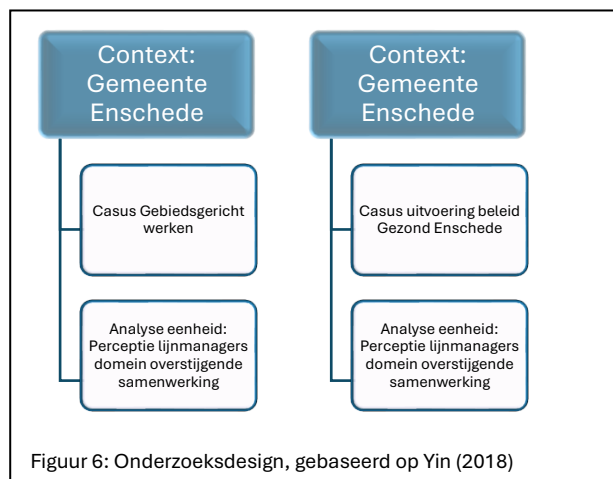 Context:
Gemeente
Enschede
Casus Gebiedsgericht
werken
Analyse eenheid:
Perceptie lijnmanagers
domein overstijgende
samenwerking
Context:
Gemeente
Enschede
Casus uitvoering beleid
Gezond Enschede
Analyse eenheid:
Perceptie lijnmanagers
domein overstijgende
samenwerking
Figuur 6: Onderzoeksdesign, gebaseerd op Yin (2018)